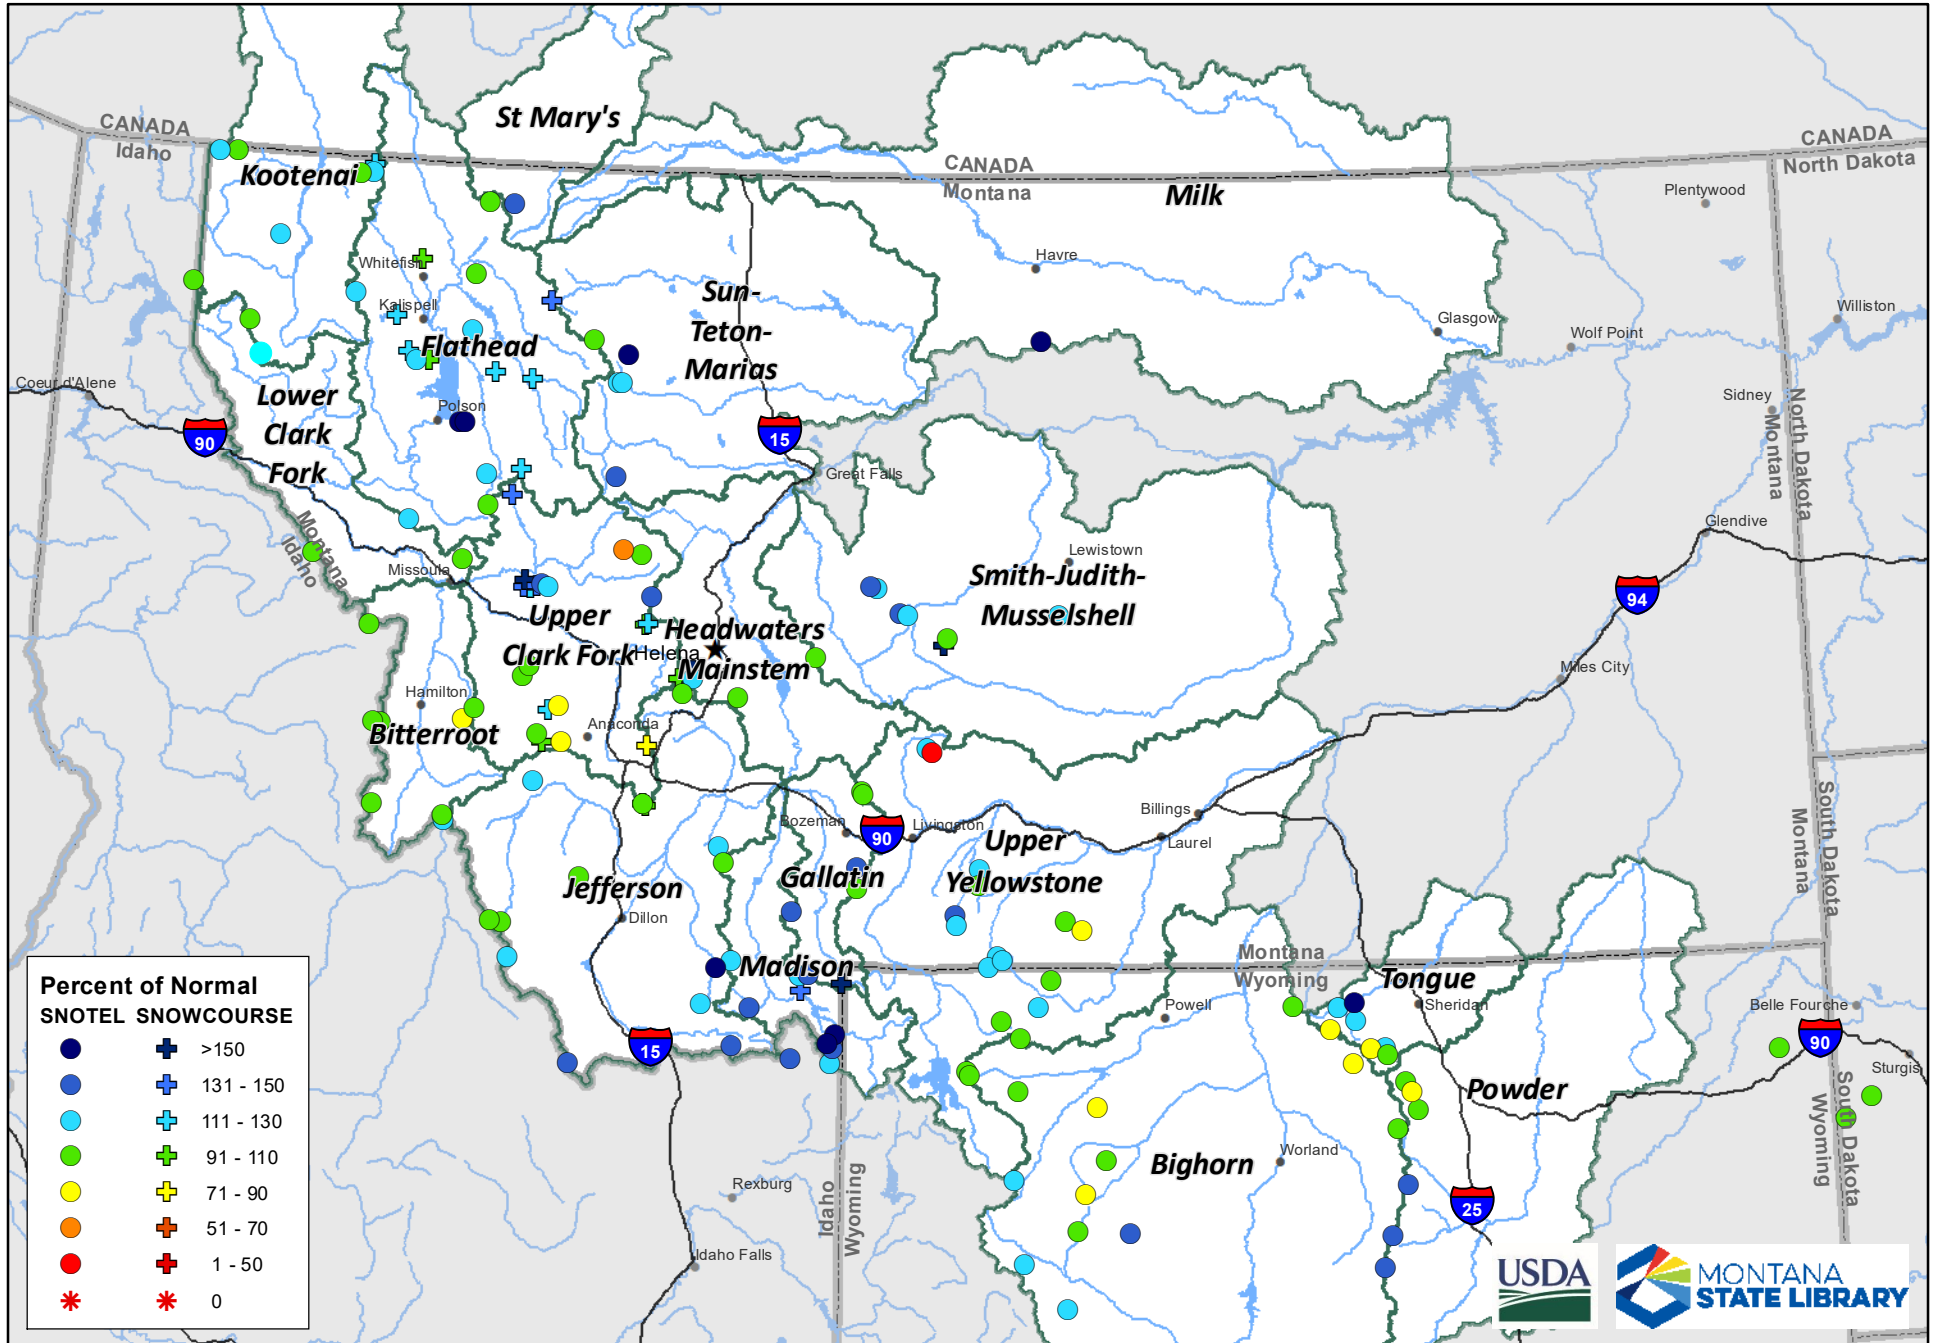 CANADA
Idaho
St Mary's
CANADA
Montana
CANADA
North Dakota
Kootenai
Milk
Plentywood
Whitefish
Havre
Kalispell
Sun-
Teton-
Marias
Glasgow
Wolf Point
Williston
Flathead
Coeur d'Alene
Lower
Clark
Fork
Polson
Sidney
North Dakota
Montana
90
15
Great Falls
Montana
Idaho
Glendive
Missoula
Lewistown
Smith-Judith-
Musselshell
94
Upper
Clark Fork
Helena
Headwaters
Mainstem
Miles City
Hamilton
Bitterroot
Anaconda
South Dakota
Montana
Bozeman
90
Livingston
Billings
Laurel
Upper
Yellowstone
Jefferson
Gallatin
Dillon
Madison
Montana
Wyoming
Tongue
Sheridan
Powell
Belle Fourche
15
90
Sturgis
Powder
South Dakota
Wyoming
Bighorn
Worland
Rexburg
Idaho
Wyoming
25
Idaho Falls
Percent of Normal
SNOTEL SNOWCOURSE
>150
131 - 150
111 - 130
91 - 110
71 - 90
51 - 70
1 - 50
0
USDA
MONTANA
STATE LIBRARY